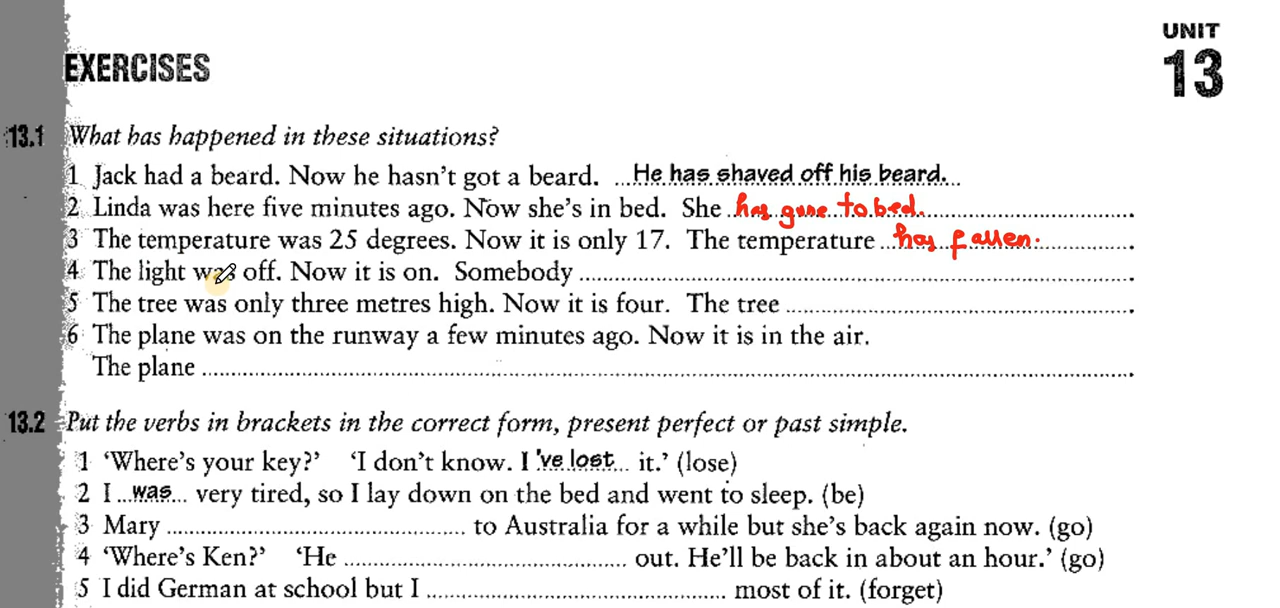 UNIT
13
EXERCISES
13.1 What has happened in these situations?
1 Jack had a beard. Now he hasn't got a beard. ...He has shaved off his beard...
2 Linda was here five minutes ago. Now she's in bed. She has gone to bed.
3 The temperature was 25 degrees. Now it is only 17. The temperature has fallen.
4 The light was off. Now it is on. Somebody
5 The tree was only three metres high. Now it is four. The tree
6 The plane was on the runway a few minutes ago. Now it is in the air.
The plane
13.2 Put the verbs in brackets in the correct form, present perfect or past simple.
1 'Where's your key?' 'I don't know. I 've lost... it.' (lose)
2 I ...was... very tired, so I lay down on the bed and went to sleep. (be)
3 Mary ... to Australia for a while but she's back again now. (go)
4 'Where's Ken?' 'He ... out. He'll be back in about an hour.' (go)
5 I did German at school but I ... most of it. (forget)